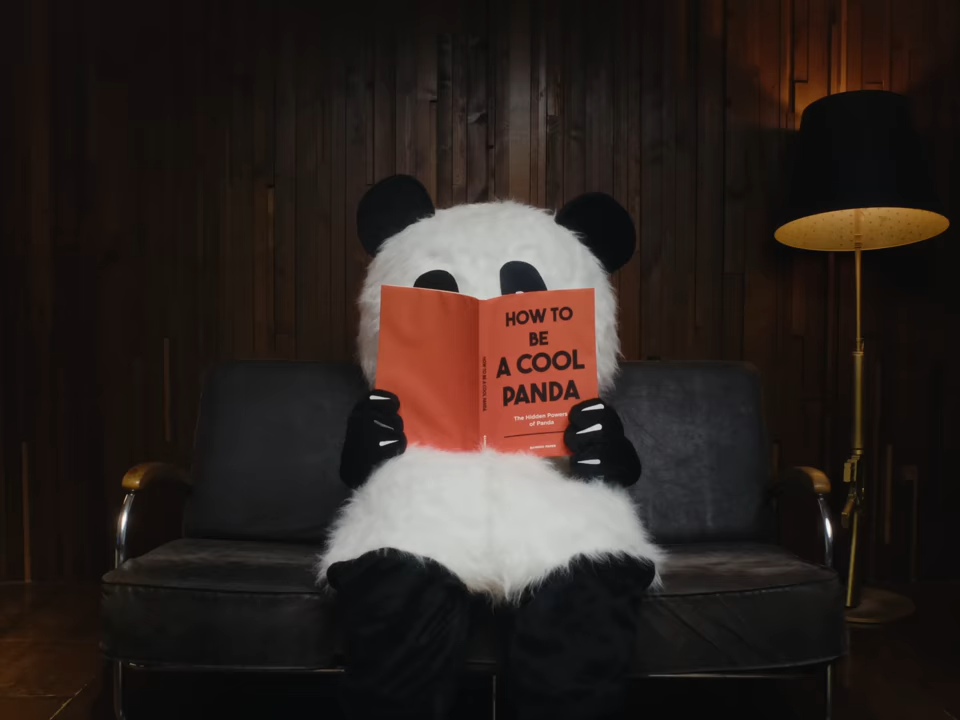 HOW TO
BE
A COOL
PANDA
The Hidden Powers
of Panda